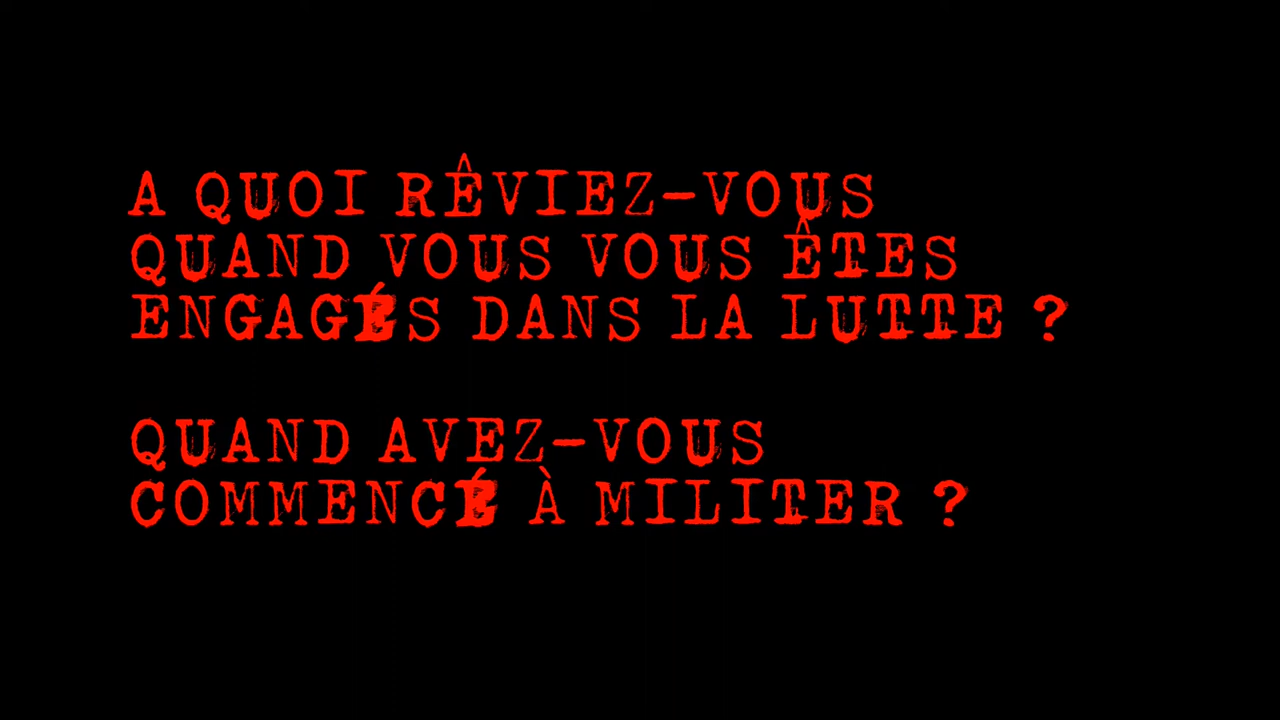 A QUOI RÊVIEZ-VOUS
QUAND VOUS VOUS ÊTES
ENGAGÉS DANS LA LUTTE ?
QUAND AVEZ-VOUS
COMMENCÉ À MILITER ?